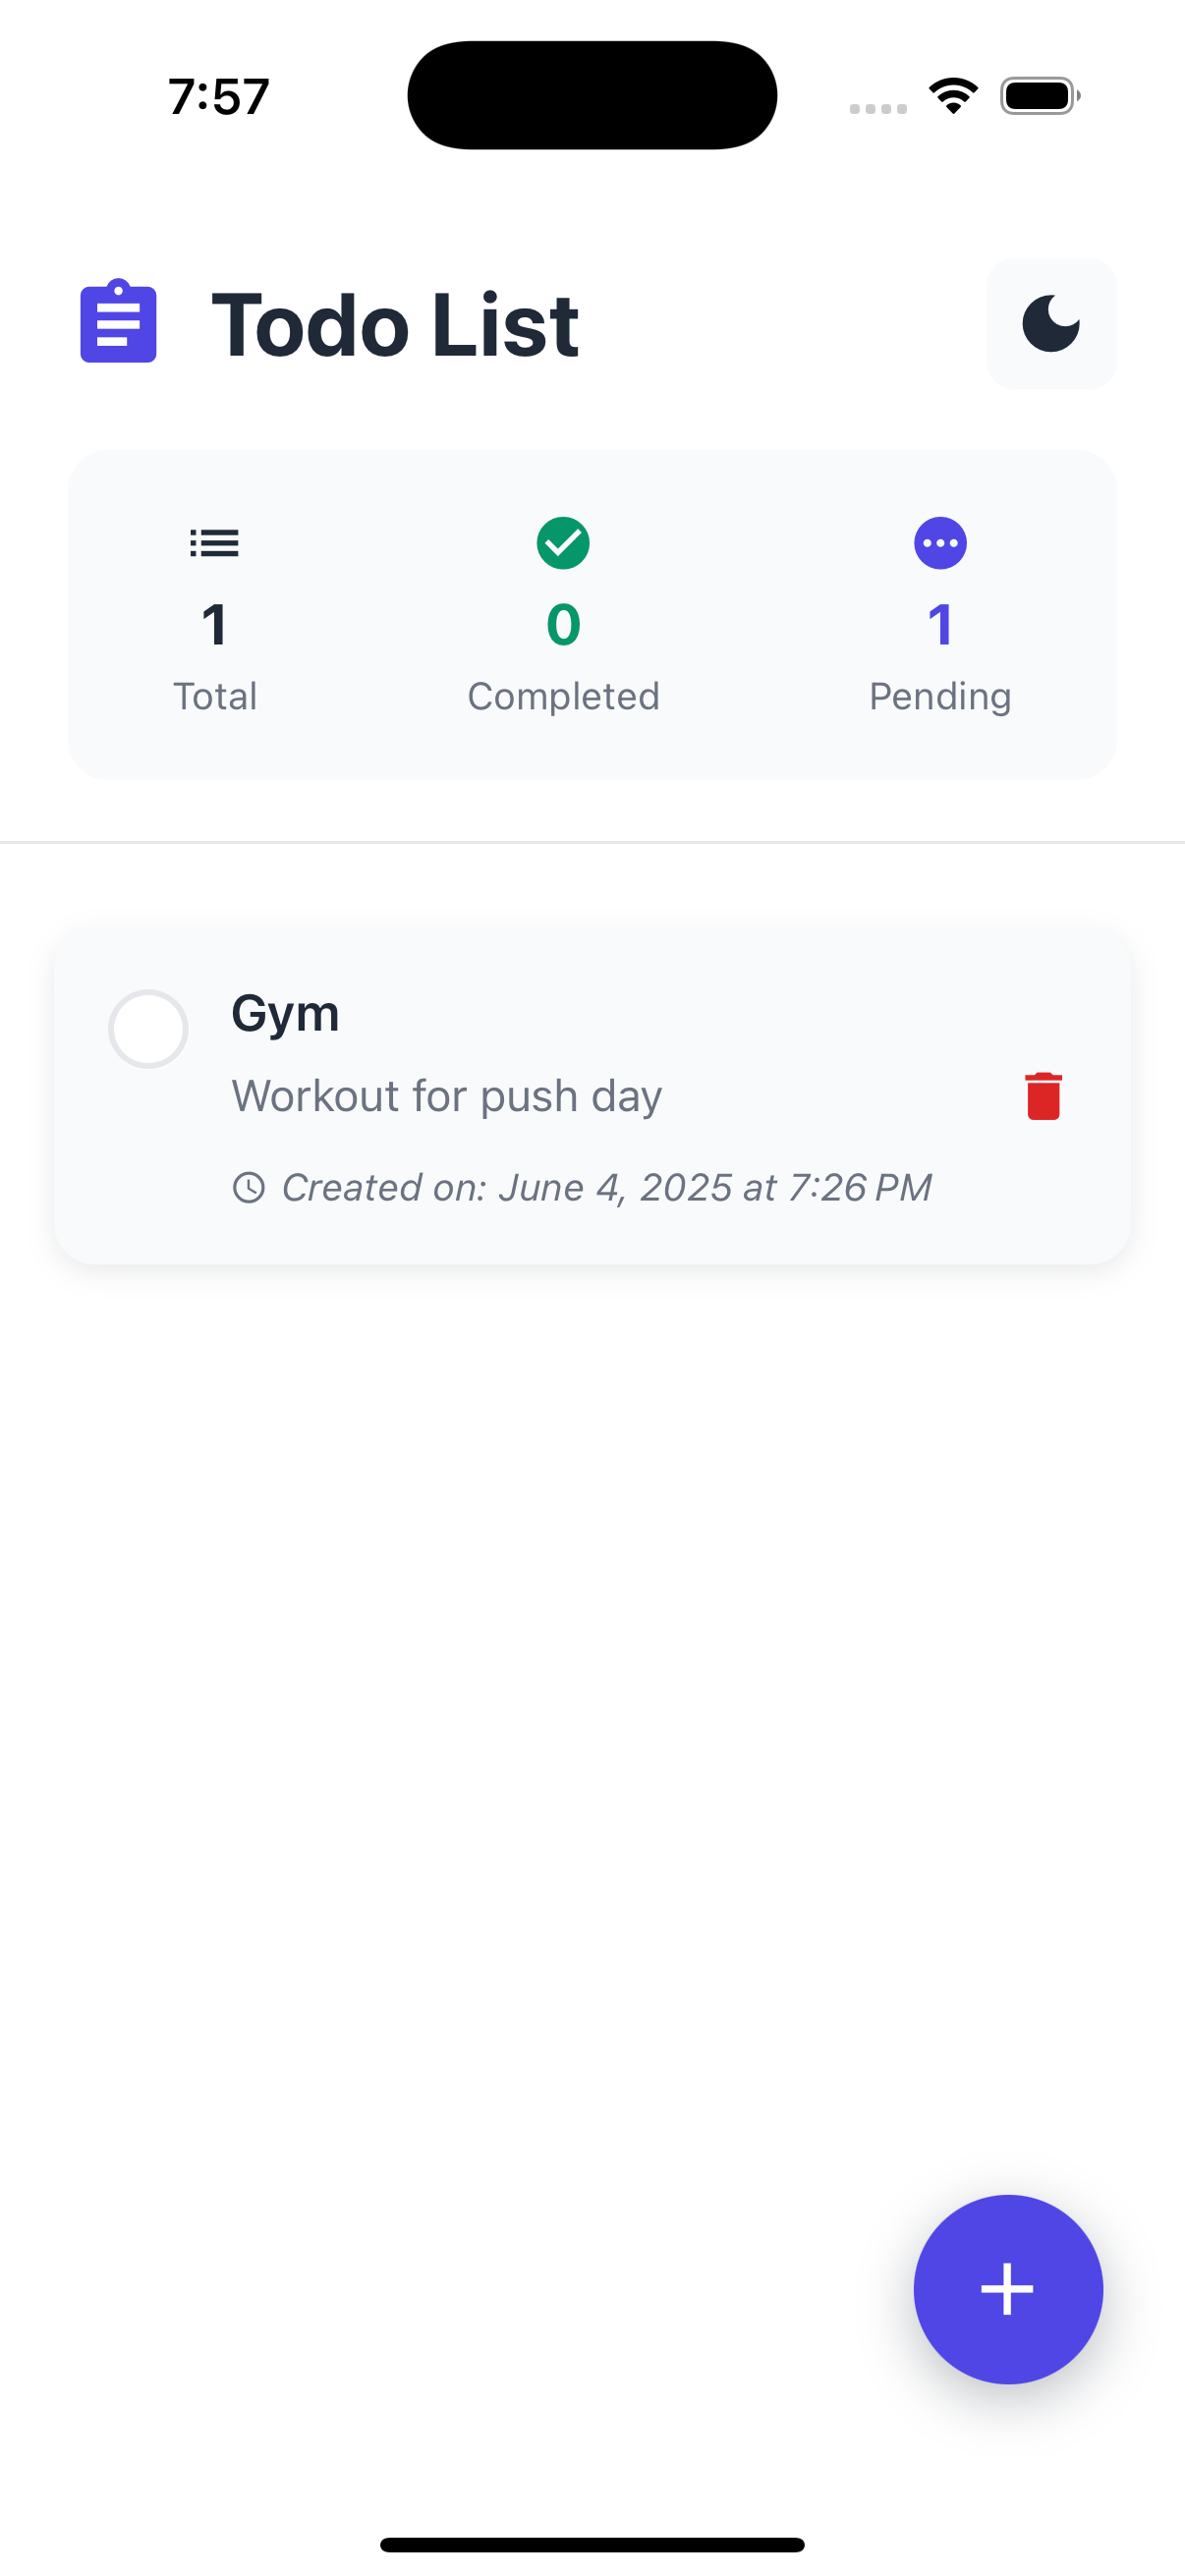 7:57
Todo List
1 0 1
Total Completed Pending
Gym
Workout for push day
Created on: June 4, 2025 at 7:26 PM